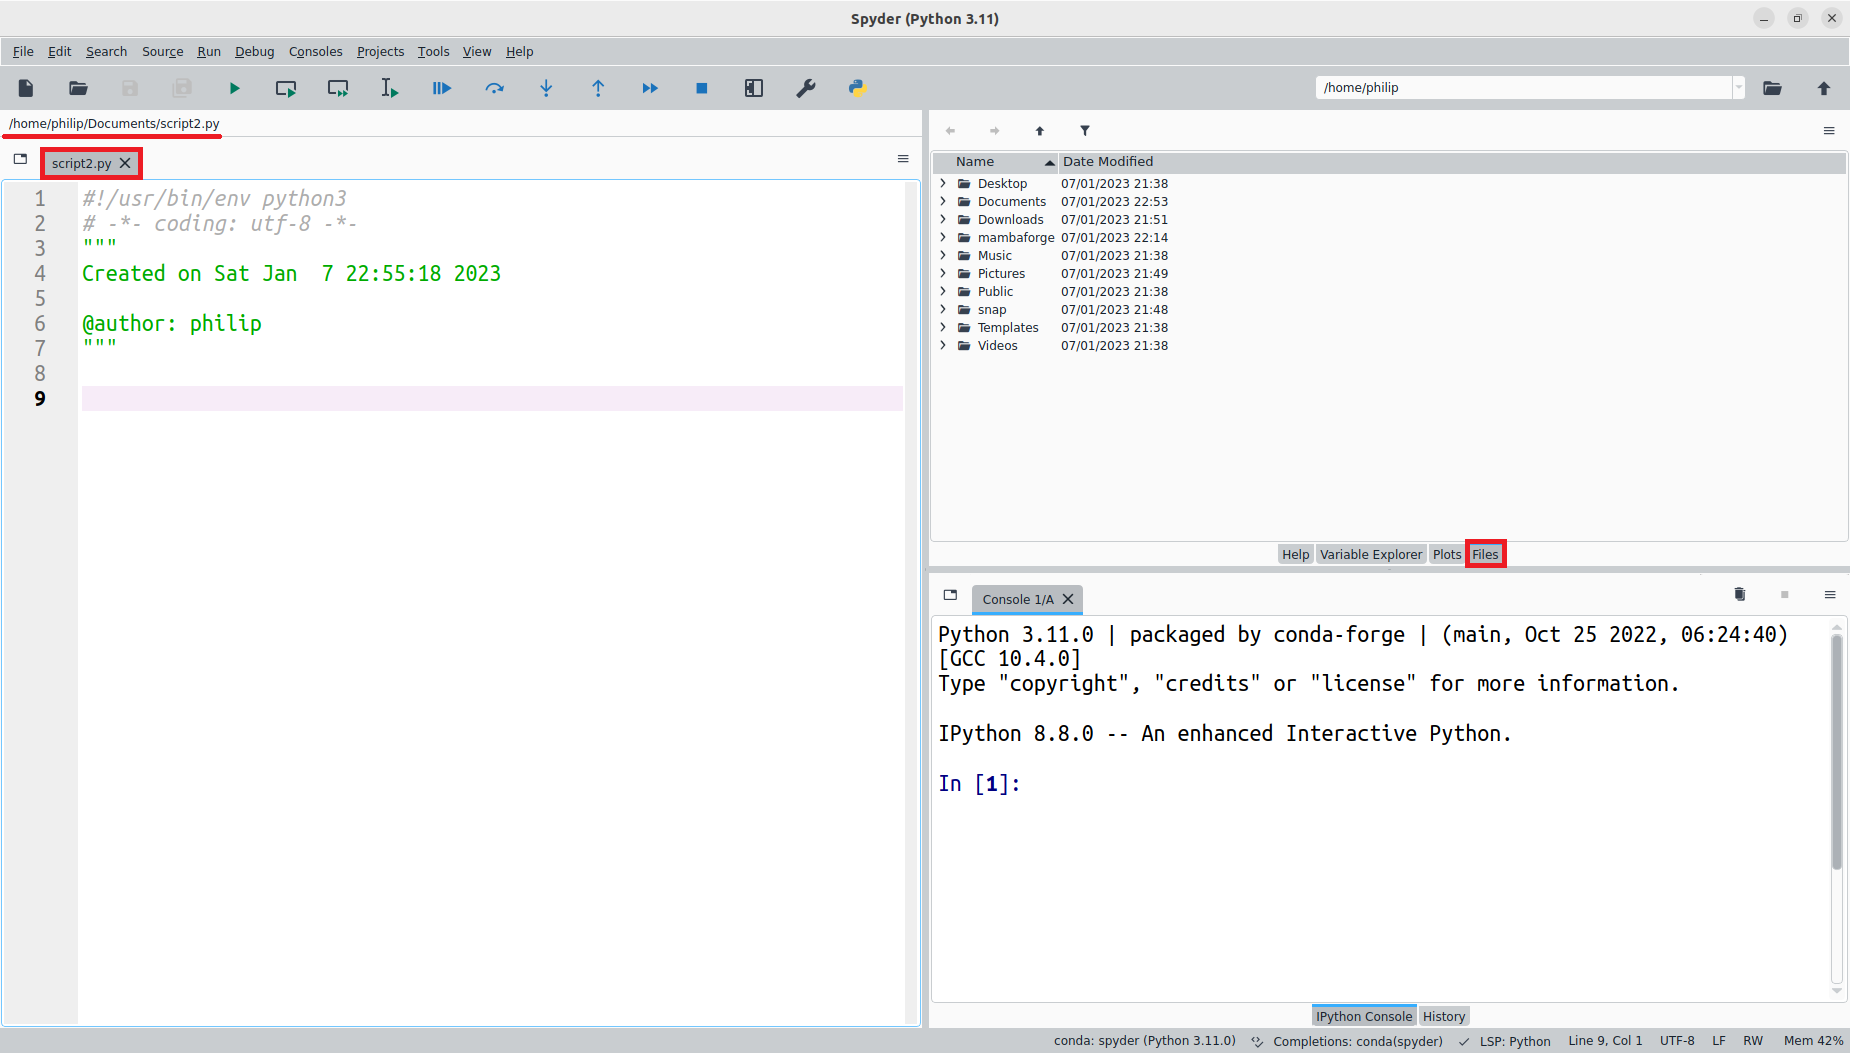 Spyder (Python 3.11)
File Edit Search Source Run Debug Consoles Projects Tools View Help
/home/philip
/home/philip/Documents/script2.py
script2.py
1 #!/usr/bin/env python3
2 # -*- coding: utf-8 -*-
3 """
4 Created on Sat Jan  7 22:55:18 2023
5
6 @author: philip
7 """
8
9
Name Date Modified
Desktop 07/01/2023 21:38
Documents 07/01/2023 22:53
Downloads 07/01/2023 21:51
mambaforge 07/01/2023 22:14
Music 07/01/2023 21:38
Pictures 07/01/2023 21:49
Public 07/01/2023 21:38
snap 07/01/2023 21:48
Templates 07/01/2023 21:38
Videos 07/01/2023 21:38
Help Variable Explorer Plots Files
Console 1/A
Python 3.11.0 | packaged by conda-forge | (main, Oct 25 2022, 06:24:40)
[GCC 10.4.0]
Type "copyright", "credits" or "license" for more information.
IPython 8.8.0 -- An enhanced Interactive Python.
In [1]:
IPython Console History
conda: spyder (Python 3.11.0) Completions: conda(spyder) LSP: Python Line 9, Col 1 UTF-8 LF RW Mem 42%